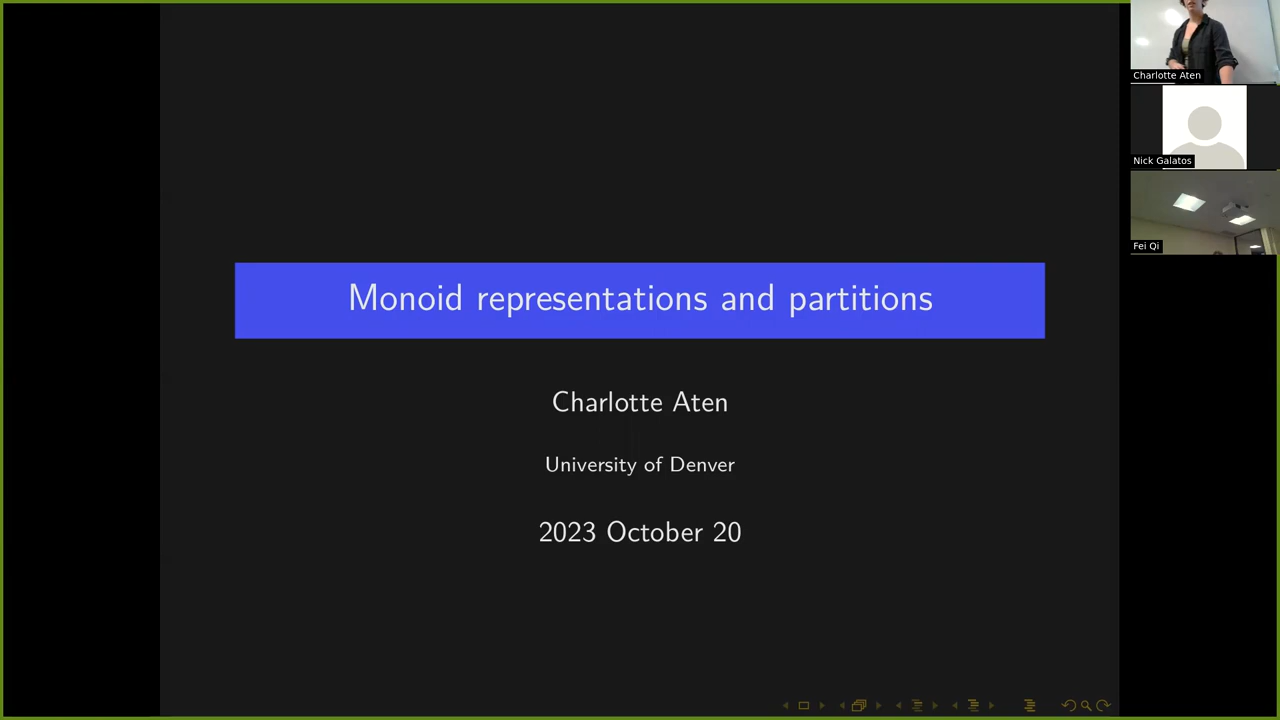 Monoid representations and partitions
Charlotte Aten
University of Denver
2023 October 20
Charlotte Aten
Nick Galatos
Fei Qi